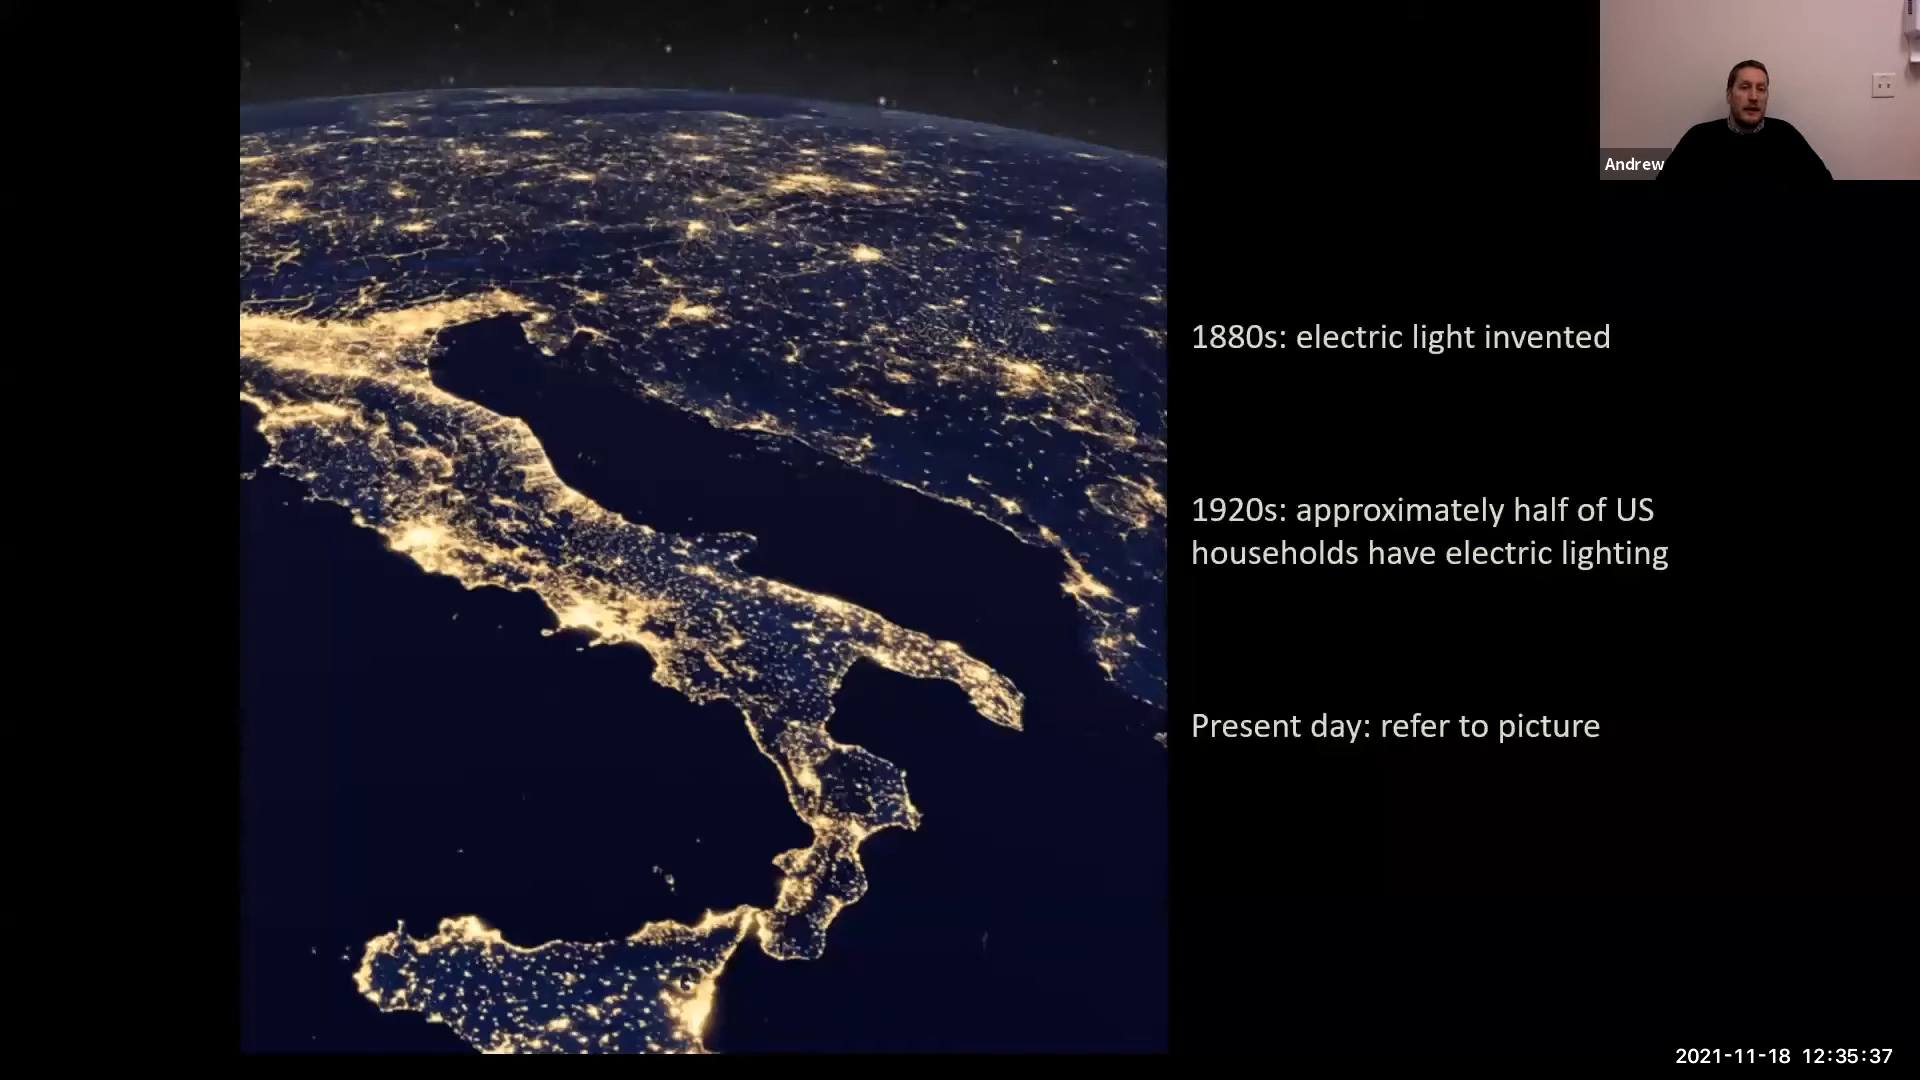 Andrew
1880s: electric light invented
1920s: approximately half of US
households have electric lighting
Present day: refer to picture
2021-11-18 12:35:37